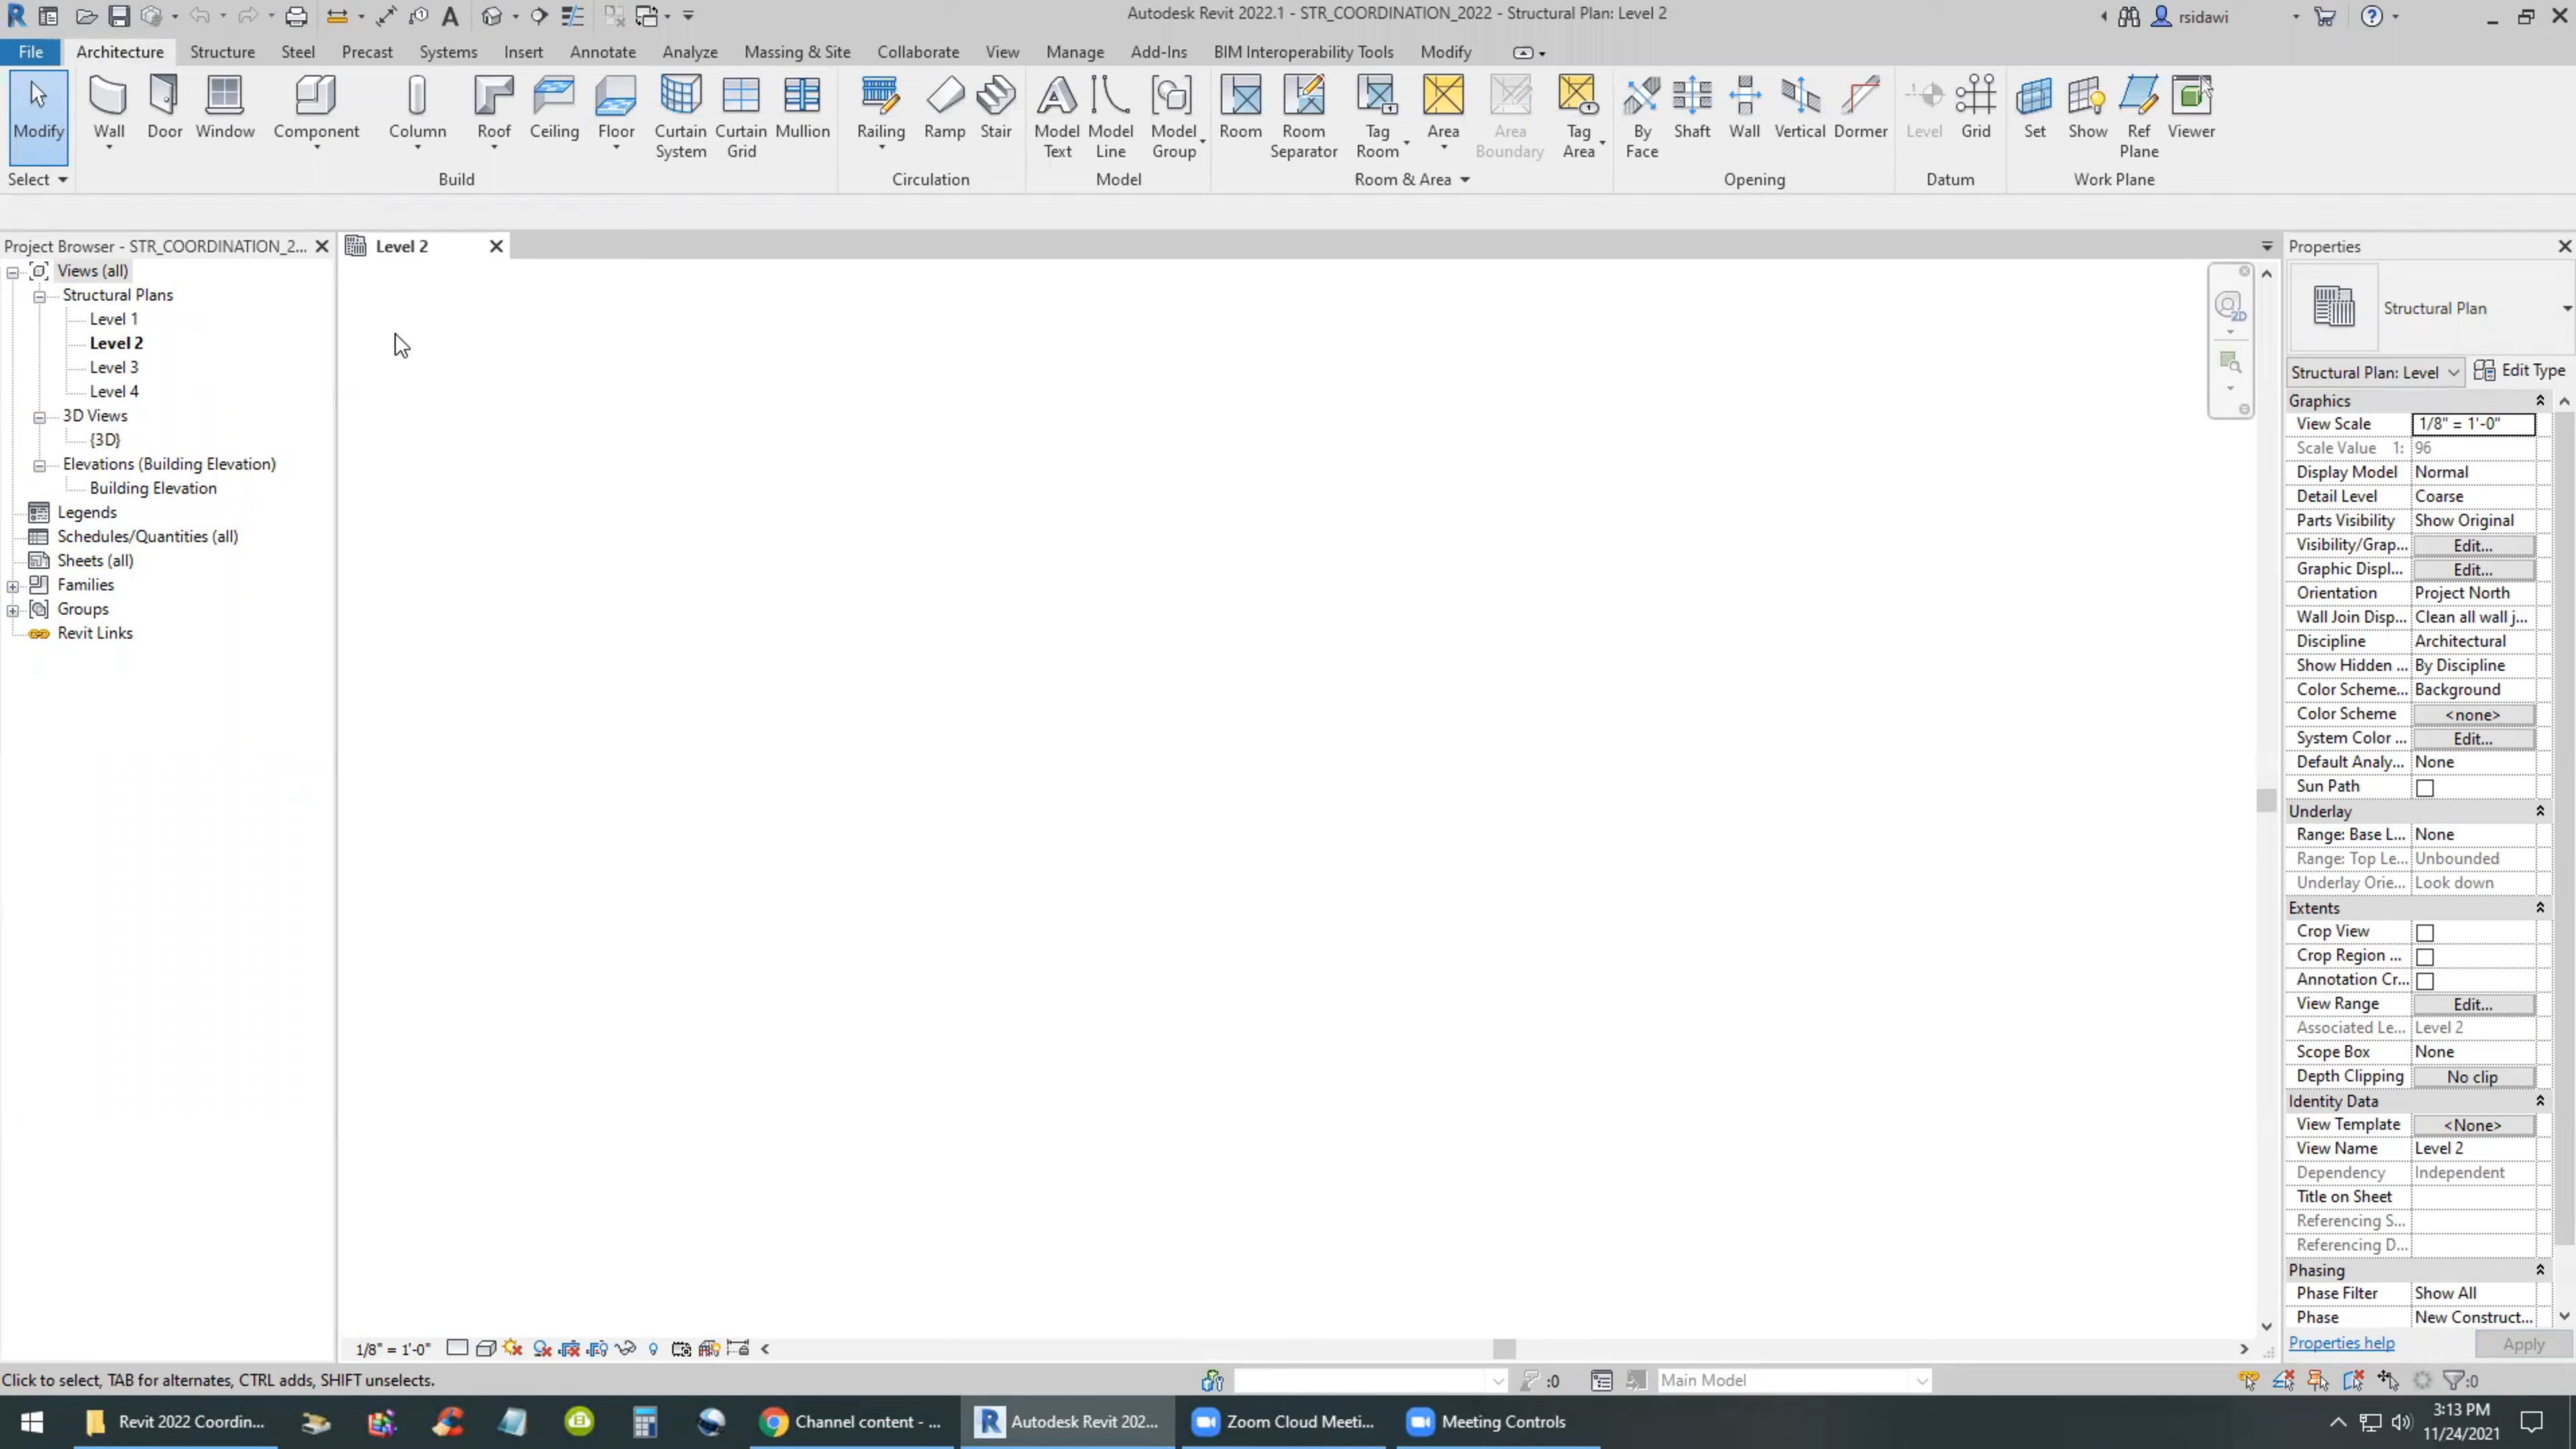 Autodesk Revit 2022.1 - STR_COORDINATION_2022 - Structural Plan: Level 2
rsidawi
File Architecture Structure Steel Precast Systems Insert Annotate Analyze Massing & Site Collaborate View Manage Add-Ins BIM Interoperability Tools Modify
Modify Wall Door Window Component Column Roof Ceiling Floor Curtain System Curtain Grid Mullion Railing Ramp Stair Model Text Model Line Model Group Room Room Separator Tag Room Area Area Boundary Tag Area By Face Shaft Wall Vertical Dormer Level Grid Set Show Ref Plane Viewer
Select Build Circulation Model Room & Area Opening Datum Work Plane
Project Browser - STR_COORDINATION_2...
Views (all)
Structural Plans
Level 1
Level 2
Level 3
Level 4
3D Views
{3D}
Elevations (Building Elevation)
Building Elevation
Legends
Schedules/Quantities (all)
Sheets (all)
Families
Groups
Revit Links
Level 2
2D
Properties
Structural Plan
Structural Plan: Level Edit Type
Graphics
View Scale 1/8" = 1'-0"
Scale Value 1: 96
Display Model Normal
Detail Level Coarse
Parts Visibility Show Original
Visibility/Grap... Edit...
Graphic Displ... Edit...
Orientation Project North
Wall Join Disp... Clean all wall j...
Discipline Architectural
Show Hidden ... By Discipline
Color Scheme... Background
Color Scheme <none>
System Color ... Edit...
Default Analy... None
Sun Path
Underlay
Range: Base L... None
Range: Top Le... Unbounded
Underlay Orie... Look down
Extents
Crop View
Crop Region ...
Annotation Cr...
View Range Edit...
Associated Le... Level 2
Scope Box None
Depth Clipping No clip
Identity Data
View Template <None>
View Name Level 2
Dependency Independent
Title on Sheet
Referencing S...
Referencing D...
Phasing
Phase Filter Show All
Phase New Construct...
Properties help Apply
1/8" = 1'-0"
Click to select, TAB for alternates, CTRL adds, SHIFT unselects.
:0 Main Model :0
Revit 2022 Coordin... Channel content - ... Autodesk Revit 202... Zoom Cloud Meeti... Meeting Controls
3:13 PM
11/24/2021